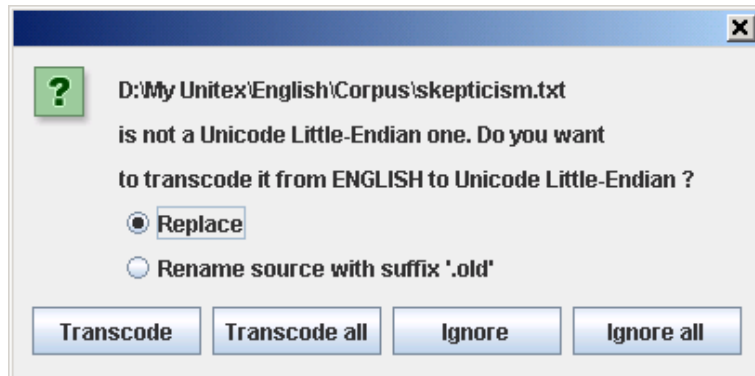 D:\My Unitex\English\Corpus\skepticism.txt
is not a Unicode Little-Endian one. Do you want
to transcode it from ENGLISH to Unicode Little-Endian ?
Replace
Rename source with suffix '.old'
Transcode Transcode all Ignore Ignore all